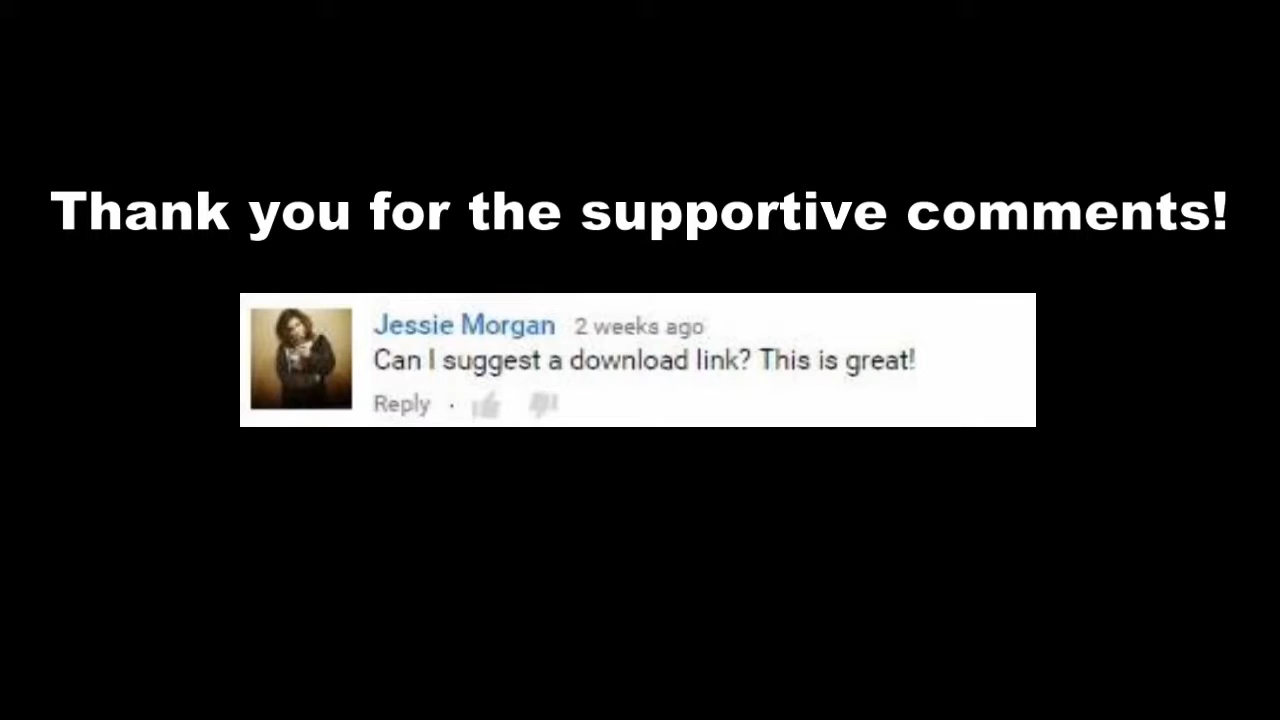 Thank you for the supportive comments!
Jessie Morgan 2 weeks ago
Can I suggest a download link? This is great!
Reply ·